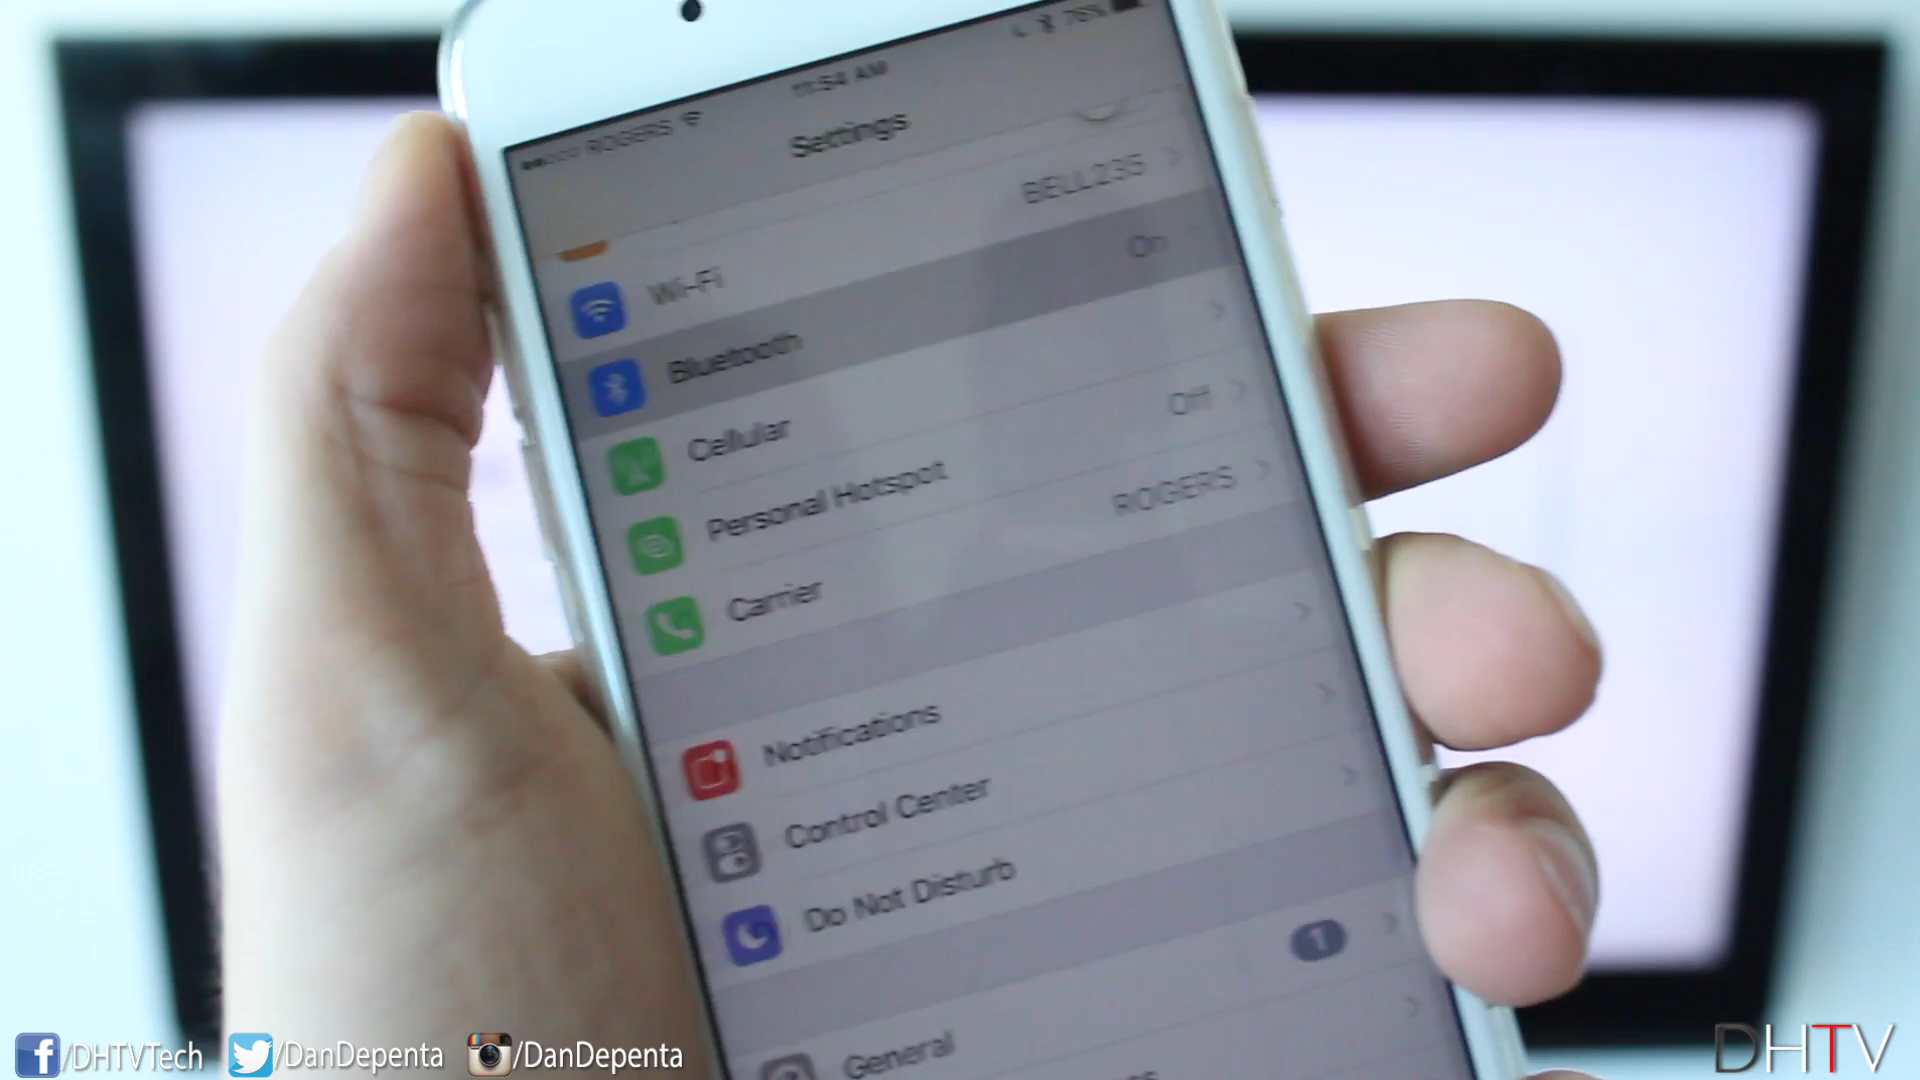 ROGERS 11:54 AM 76%
Settings
Wi-Fi BELL235
Bluetooth On
Cellular
Personal Hotspot Off
Carrier ROGERS
Notifications
Control Center
Do Not Disturb
General 1
/DHTVTech /DanDepenta /DanDepenta
DHTV